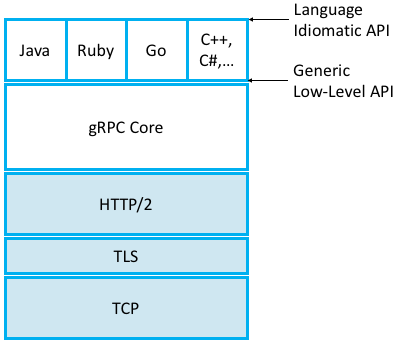 Language
Idiomatic API
Java
Ruby
Go
C++,
C#,...
Generic
Low-Level API
gRPC Core
HTTP/2
TLS
TCP